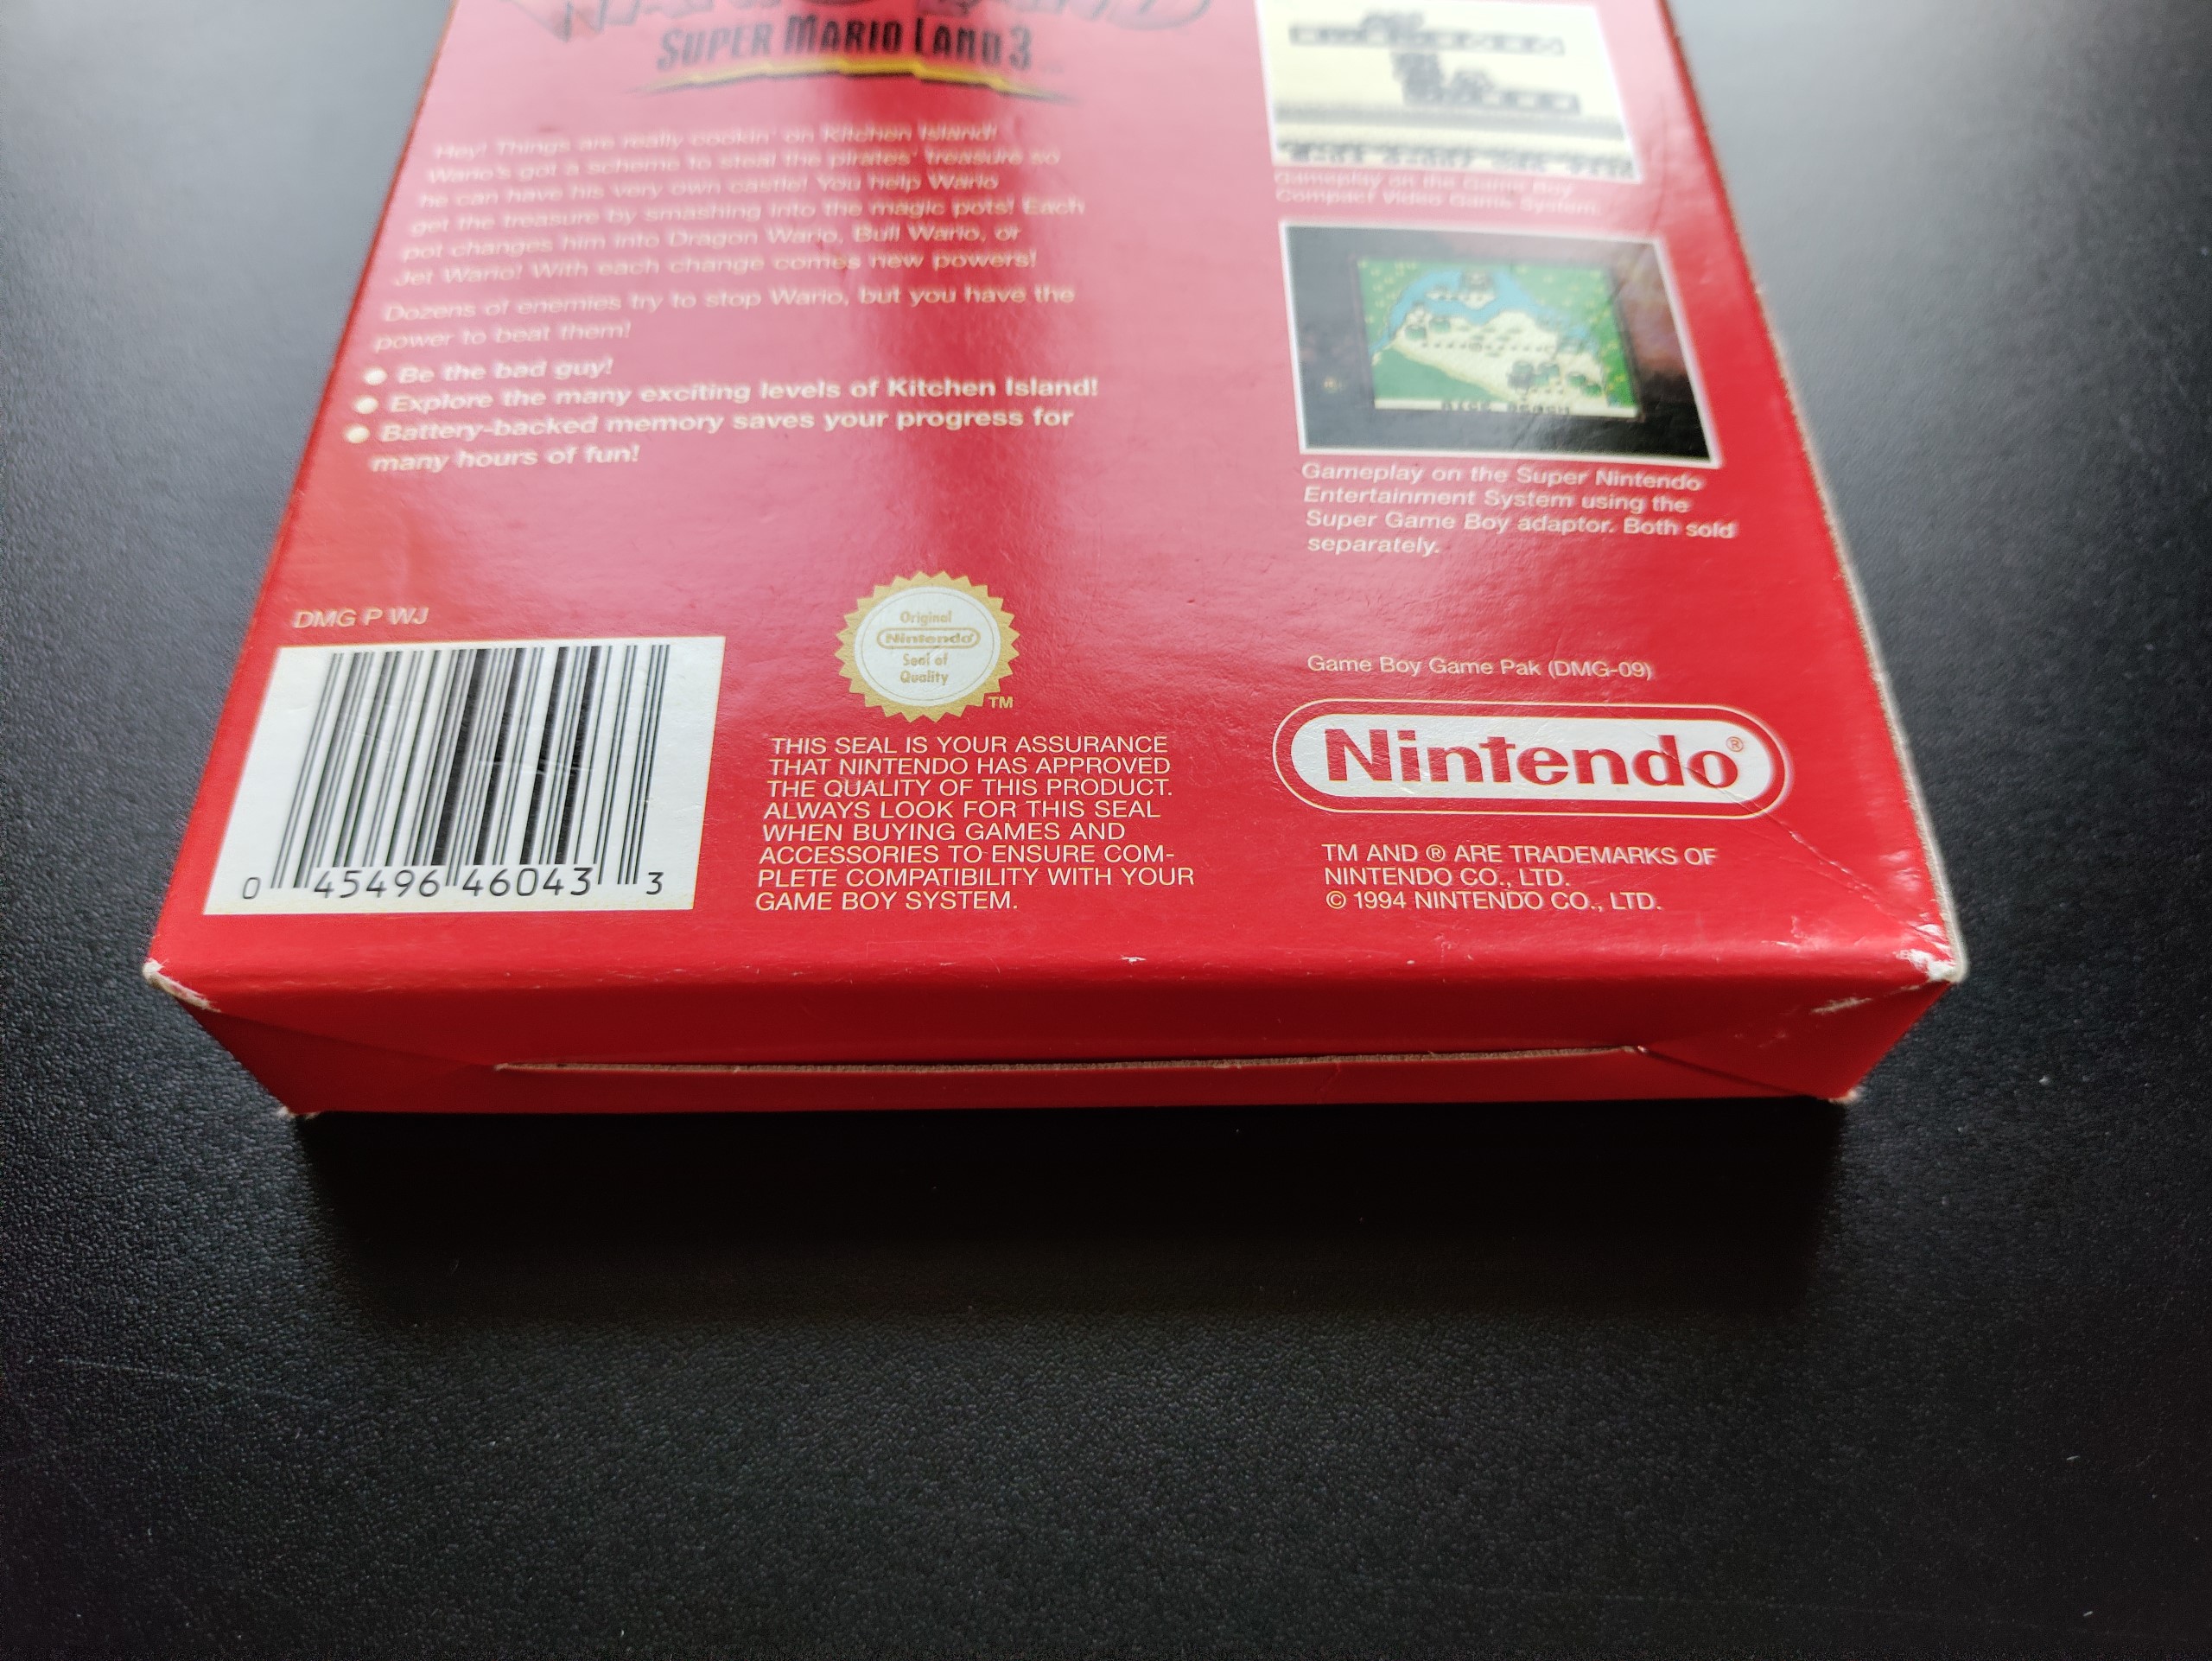 SUPER MARIO LAND 3
Hey! Things are really cookin' on Kitchen Island!
Wario's got a scheme to steal the pirates' treasure so
he can have his very own castle! You help Wario
get the treasure by smashing into the magic pots! Each
pot changes him into Dragon Wario, Bull Wario, or
Jet Wario! With each change comes new powers!
Dozens of enemies try to stop Wario, but you have the
power to beat them!
Be the bad guy!
Explore the many exciting levels of Kitchen Island!
Battery-backed memory saves your progress for
many hours of fun!
Gameplay on the Game Boy
Compact Video Game System.
RICE BEACH
Gameplay on the Super Nintendo
Entertainment System using the
Super Game Boy adaptor. Both sold
separately.
DMG P WJ
0 45496 46043 3
Original
Nintendo
Seal of
Quality
TM
THIS SEAL IS YOUR ASSURANCE
THAT NINTENDO HAS APPROVED
THE QUALITY OF THIS PRODUCT.
ALWAYS LOOK FOR THIS SEAL
WHEN BUYING GAMES AND
ACCESSORIES TO ENSURE COM-
PLETE COMPATIBILITY WITH YOUR
GAME BOY SYSTEM.
Game Boy Game Pak (DMG-09)
Nintendo®
TM AND ® ARE TRADEMARKS OF
NINTENDO CO., LTD.
© 1994 NINTENDO CO., LTD.